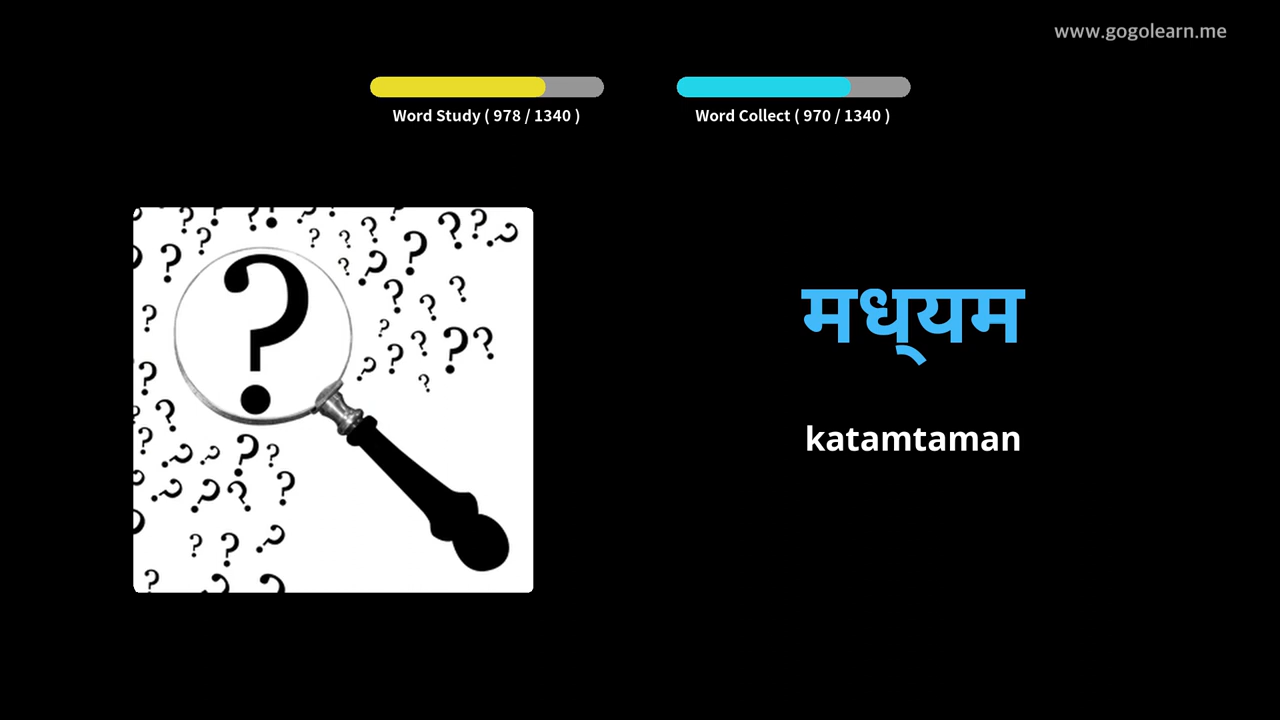 www.gogolearn.me
Word Study ( 978 / 1340 )
Word Collect ( 970 / 1340 )
मध्‌यम
katamtaman